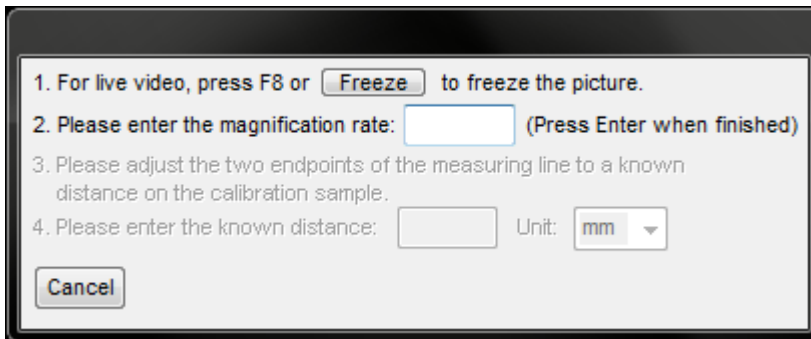 1. For live video, press F8 or Freeze to freeze the picture.
2. Please enter the magnification rate: (Press Enter when finished)
3. Please adjust the two endpoints of the measuring line to a known
distance on the calibration sample.
4. Please enter the known distance: Unit: mm
Cancel